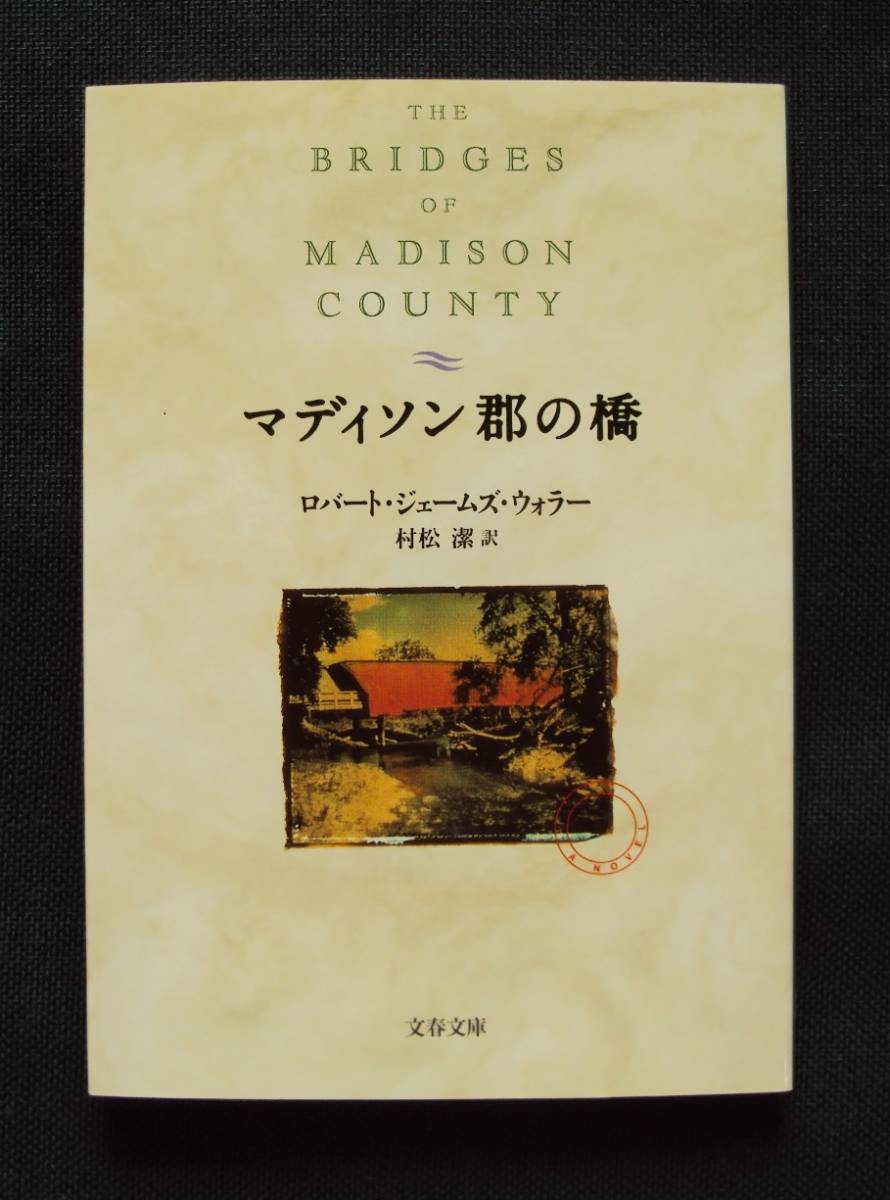 THE
BRIDGES
OF
MADISON
COUNTY
マディソン郡の橋
ロバート・ジェームズ・ウォラー
村松 潔 訳
A NOVEL
文春文庫